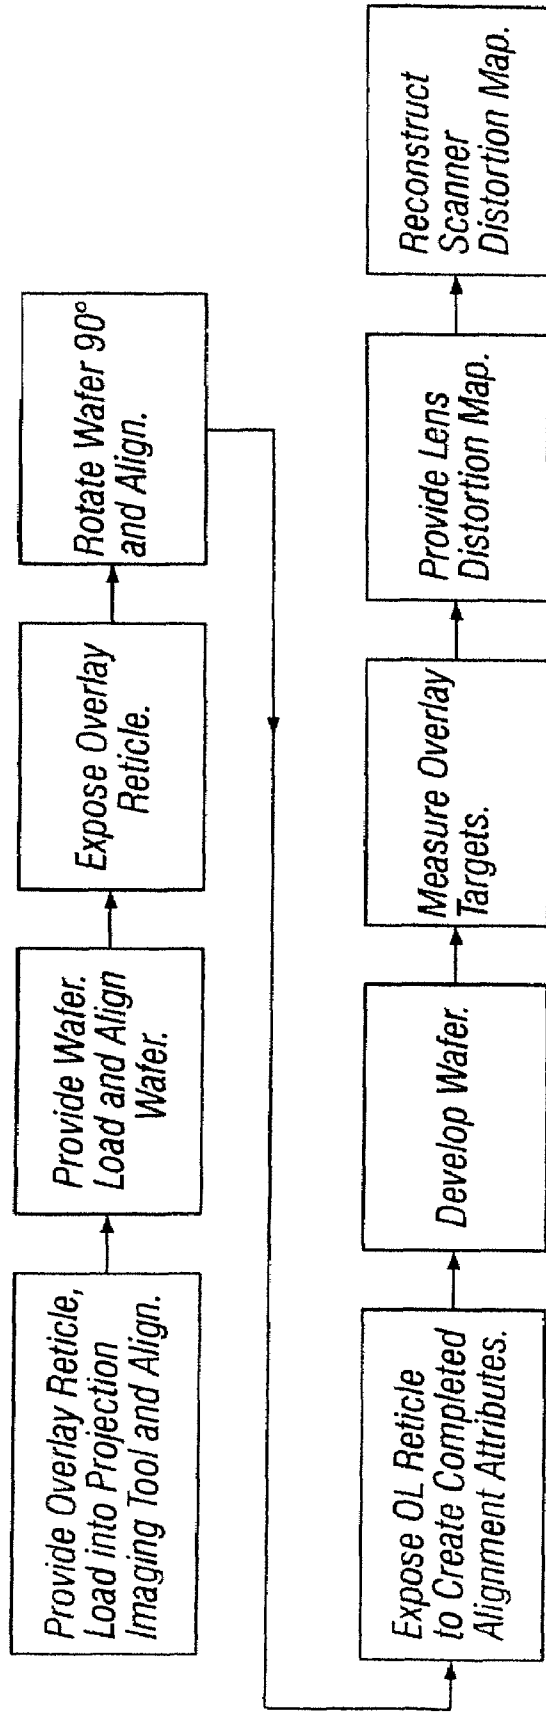 Provide Overlay Reticle,
Load into Projection
Imaging Tool and Align.
Provide Wafer.
Load and Align
Wafer.
Expose Overlay
Reticle.
Rotate Wafer 90°
and Align.
Expose OL Reticle
to Create Completed
Alignment Attributes.
Develop Wafer.
Measure Overlay
Targets.
Provide Lens
Distortion Map.
Reconstruct
Scanner
Distortion Map.